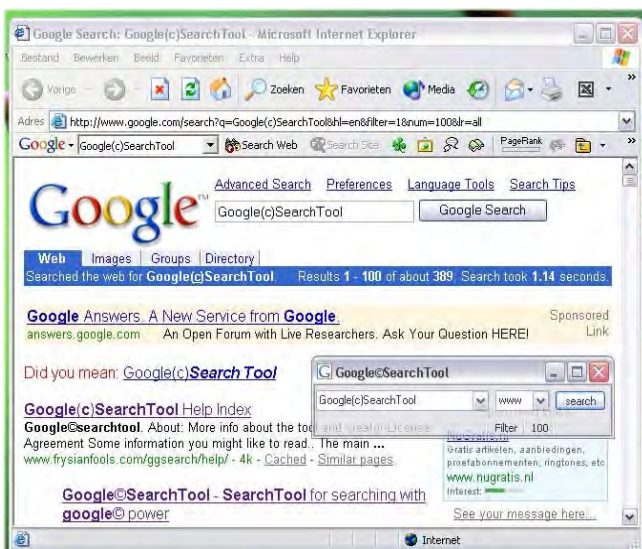 Google Search: Google(c)SearchTool - Microsoft Internet Explorer
Bestand Bewerken Beeld Favorieten Extra Help
Vorige Zoeken Favorieten Media
Adres http://www.google.com/search?q=Google(c)SearchTool&hl=en&filter=1&num=100&lr=all
Google Google(c)SearchTool Search Web Search Site PageRank
Google TM
Advanced Search Preferences Language Tools Search Tips
Google(c)SearchTool Google Search
Web Images Groups Directory
Searched the web for Google(c)SearchTool. Results 1 - 100 of about 389. Search took 1.14 seconds.
Google Answers. A New Service from Google. Sponsored
answers.google.com An Open Forum with Live Researchers. Ask Your Question HERE! Link
Did you mean: Google(c)Search Tool
Google©SearchTool
Google(c)SearchTool www search
Filter 100
Google(c)SearchTool Help Index
Google©searchtool. About: More info about the tool and creator License
Agreement Some information you might like to read.. The main ...
www.frysianfools.com/ggsearch/help/ - 4k - Cached - Similar pages
NuGratis.nl
Gratis artikelen, aanbiedingen,
proefabonnementen, ringtones, etc
www.nugratis.nl
Interest:
Google©SearchTool - SearchTool for searching with
google© power
See your message here...
Internet